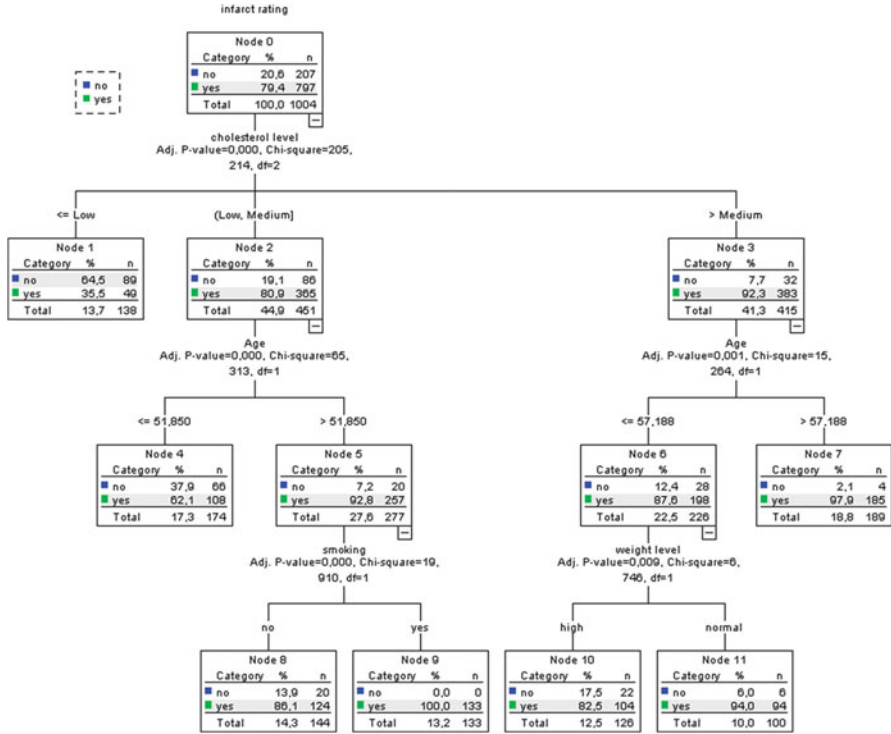 infarct rating
no
yes
Node 0
Category % n
no 20,6 207
yes 79,4 797
Total 100,0 1004
cholesterol level
Adj. P-value=0,000, Chi-square=205,
214, df=2
<= Low
(Low, Medium]
> Medium
Node 1
Category % n
no 64,5 89
yes 35,5 49
Total 13,7 138
Node 2
Category % n
no 19,1 86
yes 80,9 365
Total 44,9 451
Node 3
Category % n
no 7,7 32
yes 92,3 383
Total 41,3 415
Age
Adj. P-value=0,000, Chi-square=65,
313, df=1
Age
Adj. P-value=0,001, Chi-square=15,
264, df=1
<= 51,850
> 51,850
<= 57,188
> 57,188
Node 4
Category % n
no 37,9 66
yes 62,1 108
Total 17,3 174
Node 5
Category % n
no 7,2 20
yes 92,8 257
Total 27,6 277
Node 6
Category % n
no 12,4 28
yes 87,6 198
Total 22,5 226
Node 7
Category % n
no 2,1 4
yes 97,9 185
Total 18,8 189
smoking
Adj. P-value=0,000, Chi-square=19,
910, df=1
weight level
Adj. P-value=0,009, Chi-square=6,
746, df=1
no
yes
high
normal
Node 8
Category % n
no 13,9 20
yes 86,1 124
Total 14,3 144
Node 9
Category % n
no 0,0 0
yes 100,0 133
Total 13,2 133
Node 10
Category % n
no 17,5 22
yes 82,5 104
Total 12,5 126
Node 11
Category % n
no 6,0 6
yes 94,0 94
Total 10,0 100